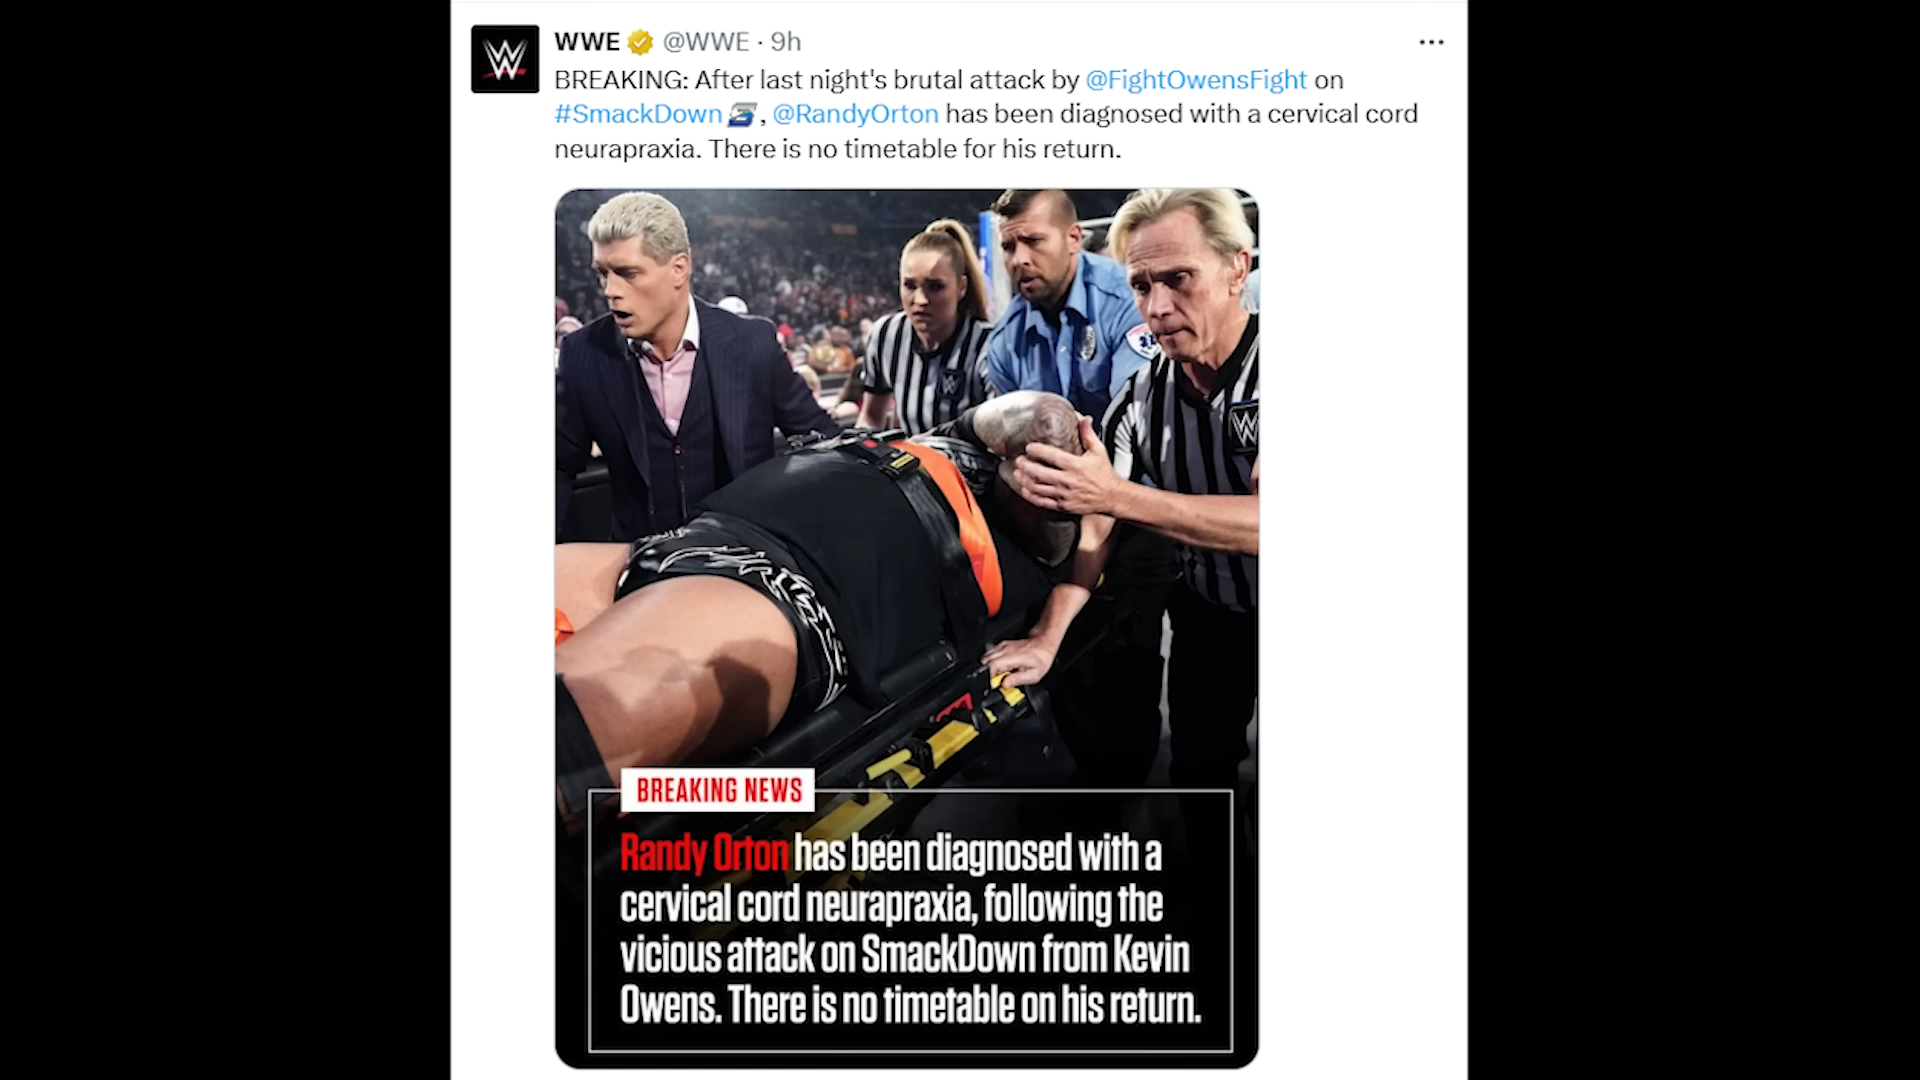 WWE @WWE · 9h
BREAKING: After last night's brutal attack by @FightOwensFight on
#SmackDown, @RandyOrton has been diagnosed with a cervical cord
neurapraxia. There is no timetable for his return.
BREAKING NEWS
Randy Orton has been diagnosed with a
cervical cord neurapraxia, following the
vicious attack on SmackDown from Kevin
Owens. There is no timetable on his return.